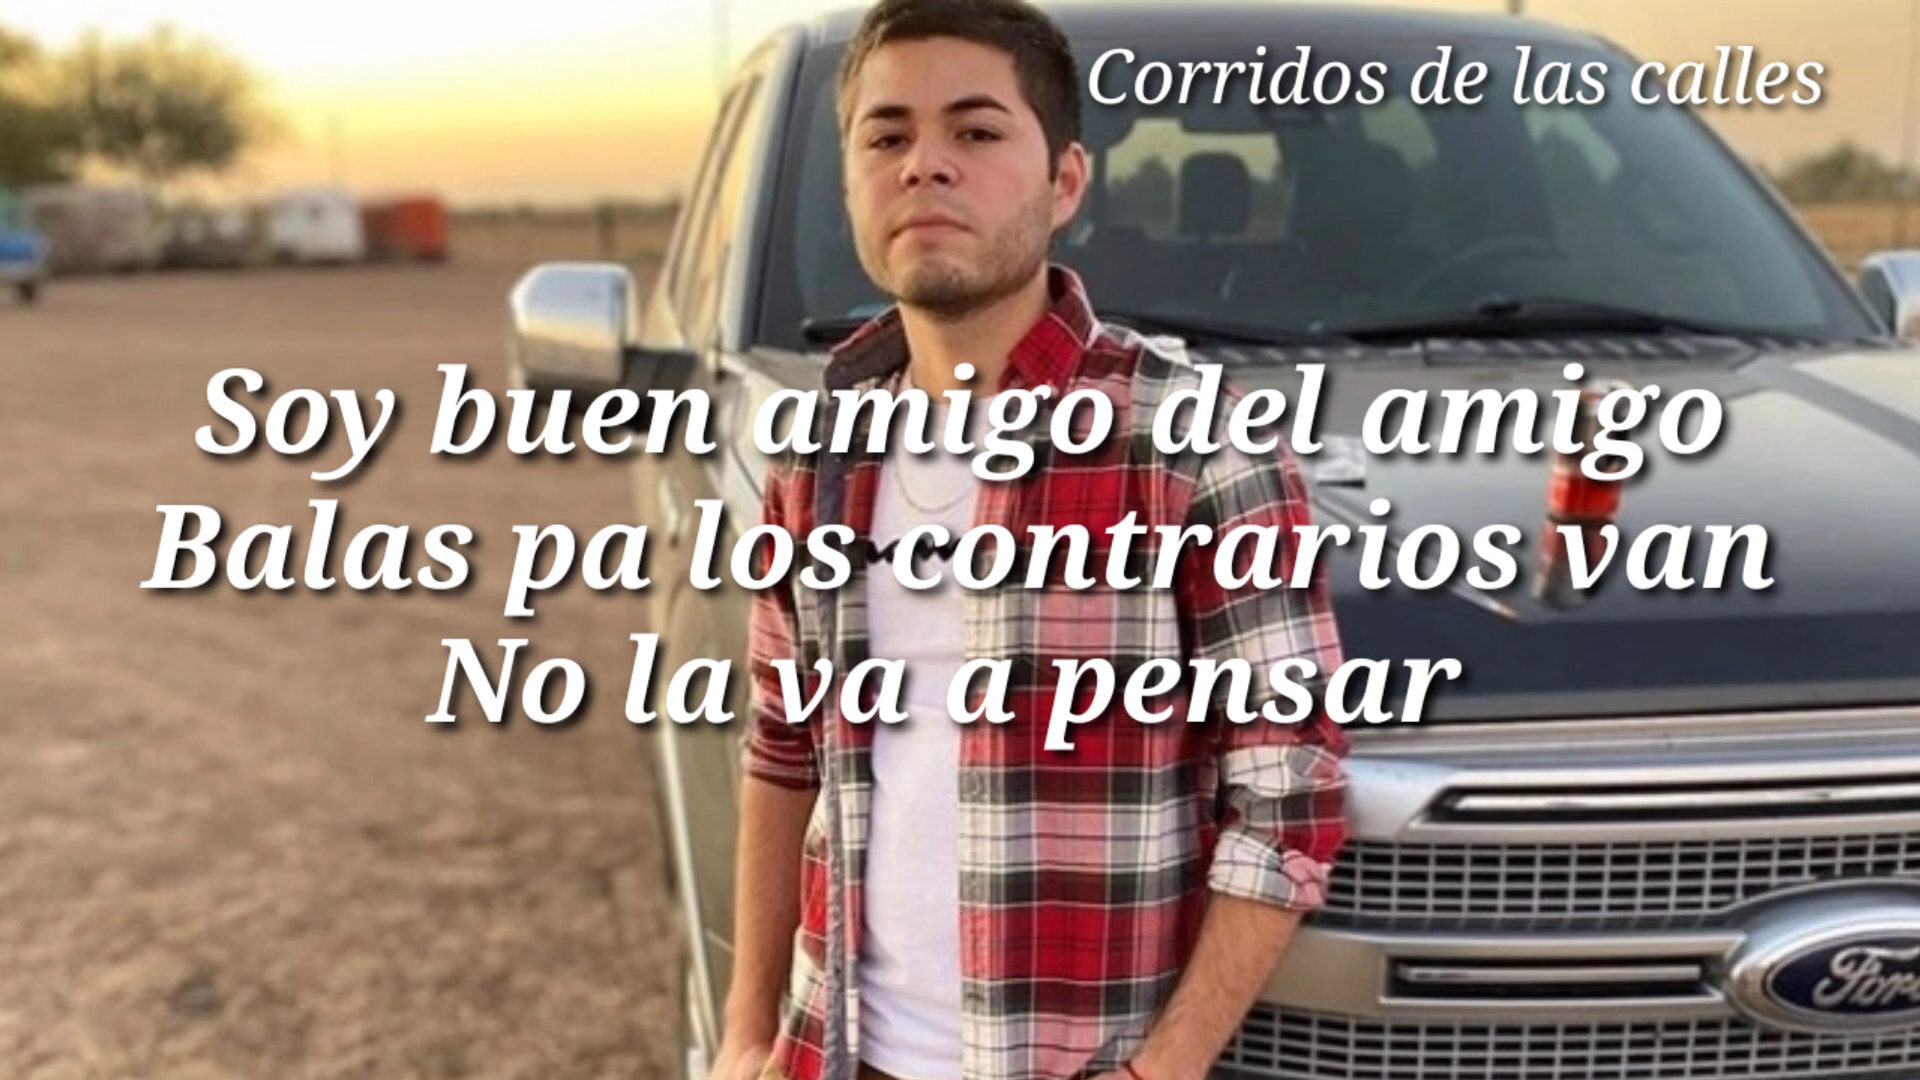 Corridos de las calles
Soy buen amigo del amigo
Balas pa los contrarios van
No la va a pensar
Ford